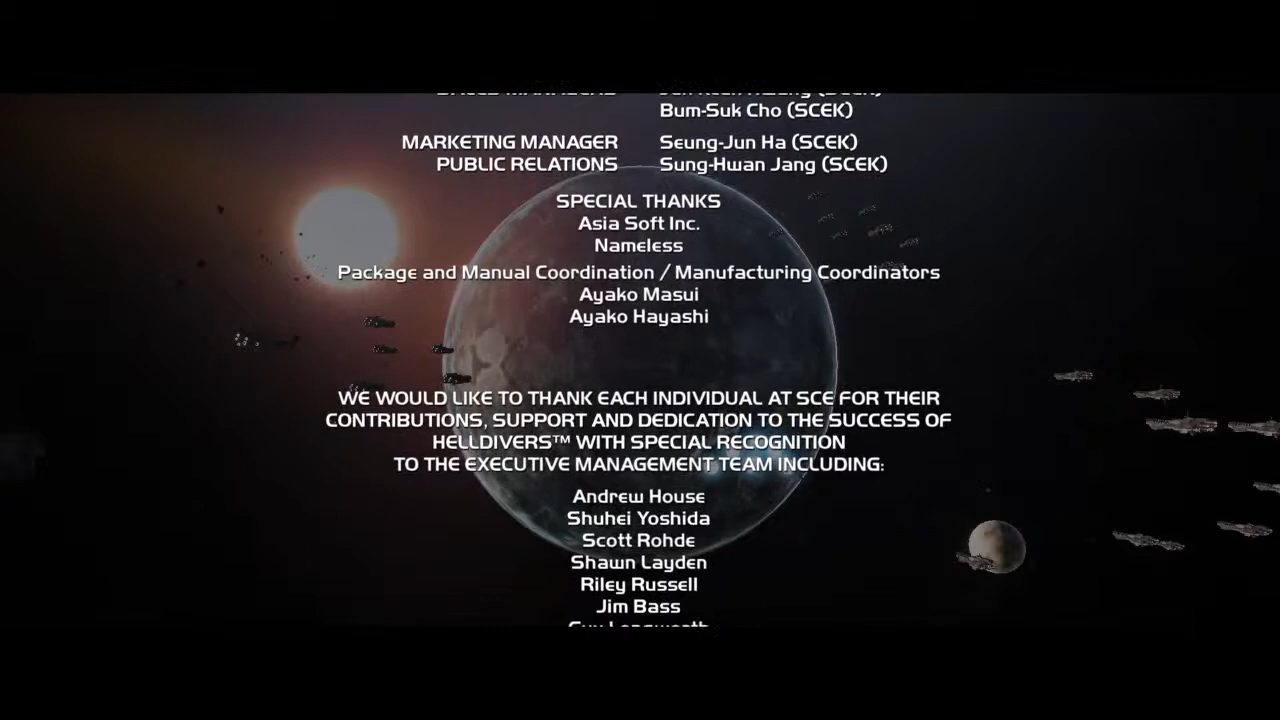 Bum-Suk Cho (SCEK)
MARKETING MANAGER Seung-Jun Ha (SCEK)
PUBLIC RELATIONS Sung-Hwan Jang (SCEK)
SPECIAL THANKS
Asia Soft Inc.
Nameless
Package and Manual Coordination / Manufacturing Coordinators
Ayako Masui
Ayako Hayashi
WE WOULD LIKE TO THANK EACH INDIVIDUAL AT SCE FOR THEIR
CONTRIBUTIONS, SUPPORT AND DEDICATION TO THE SUCCESS OF
HELLDIVERS™ WITH SPECIAL RECOGNITION
TO THE EXECUTIVE MANAGEMENT TEAM INCLUDING:
Andrew House
Shuhei Yoshida
Scott Rohde
Shawn Layden
Riley Russell
Jim Bass